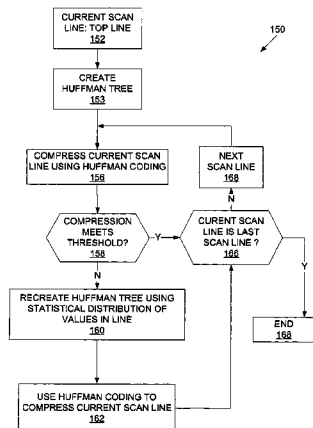 CURRENT SCAN
LINE: TOP LINE
152
150
CREATE
HUFFMAN TREE
153
COMPRESS CURRENT SCAN
LINE USING HUFFMAN CODING
156
NEXT
SCAN LINE
168
N
COMPRESSION
MEETS
THRESHOLD?
158
Y
CURENT SCAN
LINE IS LAST
SCAN LINE ?
166
N
Y
RECREATE HUFFMAN TREE USING
STATISTICAL DISTRIBUTION OF
VALUES IN LINE
160
END
168
USE HUFFMAN CODING TO
COMPRESS CURRENT SCAN LINE
162